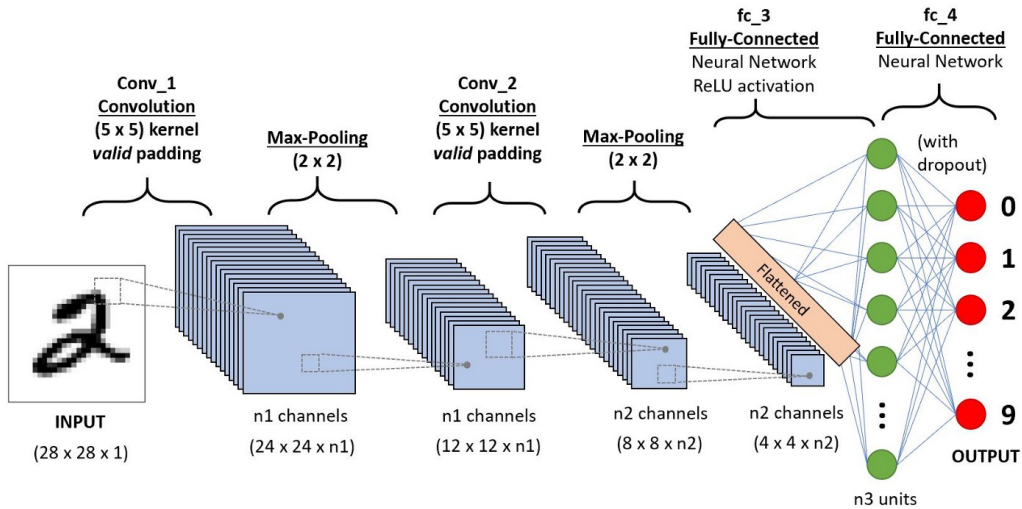 Conv_1
Convolution
(5 x 5) kernel
valid padding
Max-Pooling
(2 x 2)
Conv_2
Convolution
(5 x 5) kernel
valid padding
Max-Pooling
(2 x 2)
fc_3
Fully-Connected
Neural Network
ReLU activation
fc_4
Fully-Connected
Neural Network
(with
dropout)
Flattened
0
1
2
9
OUTPUT
2
INPUT
(28 x 28 x 1)
n1 channels
(24 x 24 x n1)
n1 channels
(12 x 12 x n1)
n2 channels
(8 x 8 x n2)
n2 channels
(4 x 4 x n2)
n3 units